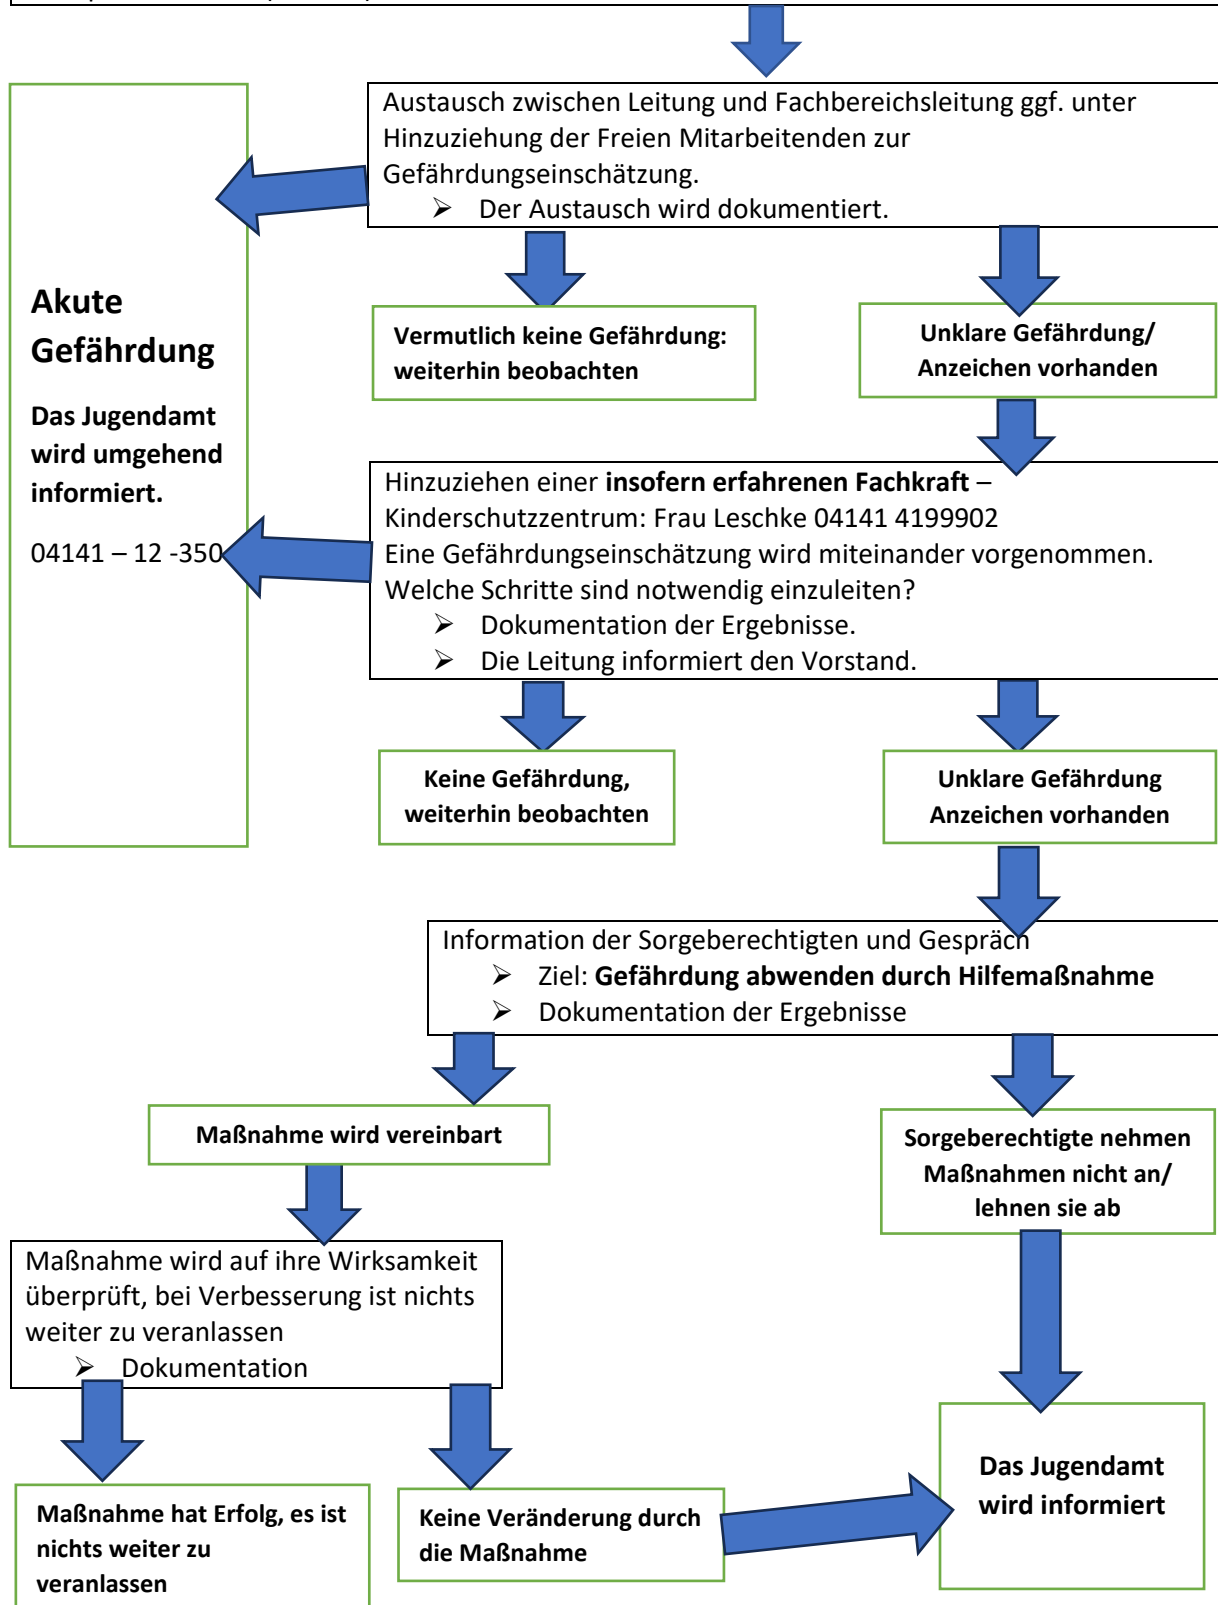 Austausch zwischen Leitung und Fachbereichsleitung ggf. unter
Hinzuziehung der Freien Mitarbeitenden zur
Gefährdungseinschätzung.
➢ Der Austausch wird dokumentiert.
Akute
Gefährdung
Das Jugendamt
wird umgehend
informiert.
04141 – 12 -350
Vermutlich keine Gefährdung:
weiterhin beobachten
Unklare Gefährdung/
Anzeichen vorhanden
Hinzuziehen einer insofern erfahrenen Fachkraft –
Kinderschutzzentrum: Frau Leschke 04141 4199902
Eine Gefährdungseinschätzung wird miteinander vorgenommen.
Welche Schritte sind notwendig einzuleiten?
➢ Dokumentation der Ergebnisse.
➢ Die Leitung informiert den Vorstand.
Keine Gefährdung,
weiterhin beobachten
Unklare Gefährdung
Anzeichen vorhanden
Information der Sorgeberechtigten und Gespräch
➢ Ziel: Gefährdung abwenden durch Hilfemaßnahme
➢ Dokumentation der Ergebnisse
Maßnahme wird vereinbart
Sorgeberechtigte nehmen
Maßnahmen nicht an/
lehnen sie ab
Maßnahme wird auf ihre Wirksamkeit
überprüft, bei Verbesserung ist nichts
weiter zu veranlassen
➢ Dokumentation
Maßnahme hat Erfolg, es ist
nichts weiter zu
veranlassen
Keine Veränderung durch
die Maßnahme
Das Jugendamt
wird informiert